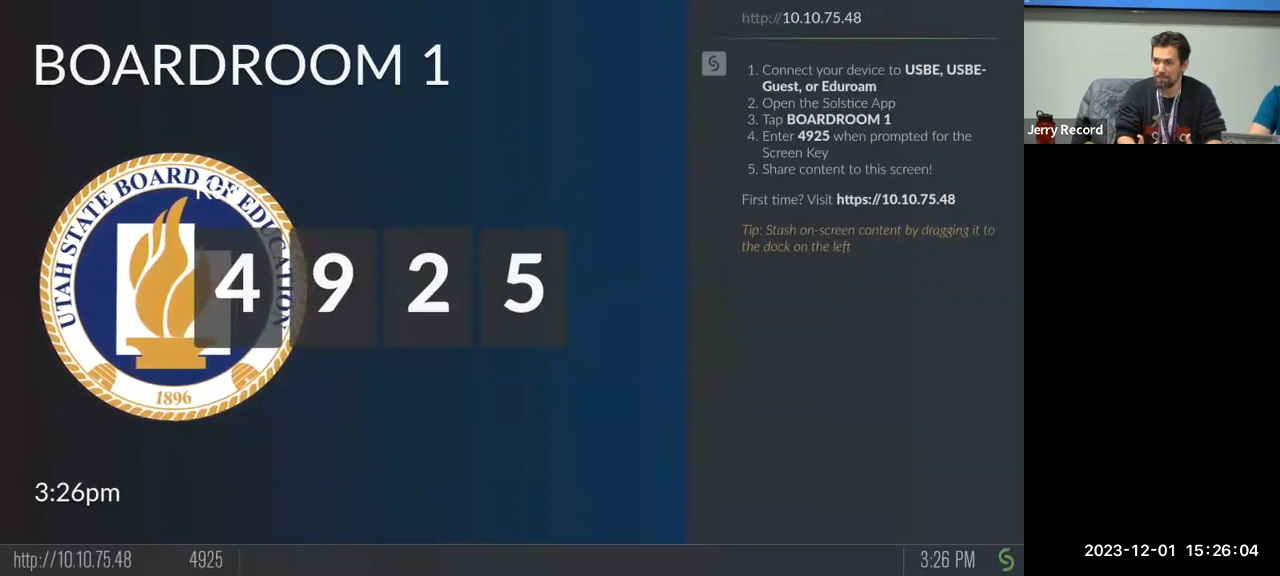 BOARDROOM 1
UTAH STATE BOARD OF EDUCATION
1896
4 9 2 5
3:26pm
http://10.10.75.48
1. Connect your device to USBE, USBE-
Guest, or Eduroam
2. Open the Solstice App
3. Tap BOARDROOM 1
4. Enter 4925 when prompted for the
Screen Key
5. Share content to this screen!
First time? Visit https://10.10.75.48
Tip: Stash on-screen content by dragging it to
the dock on the left
http://10.10.75.48 4925
3:26 PM
Jerry Record
2023-12-01 15:26:04